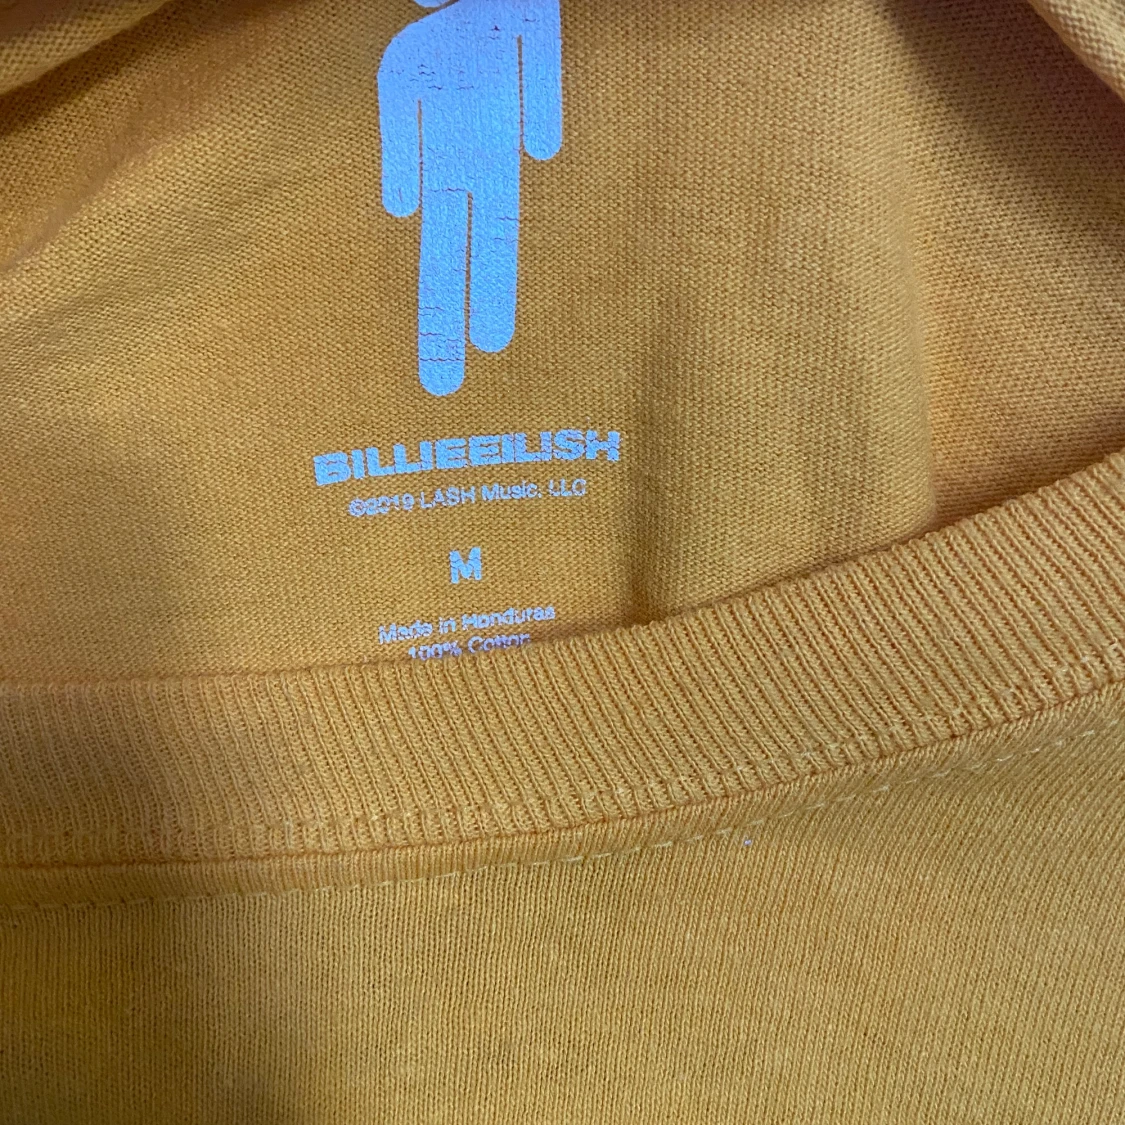 BILLIEEILISH
©2019 LASH Music, LLC
M
Made in Honduras
100% Cotton